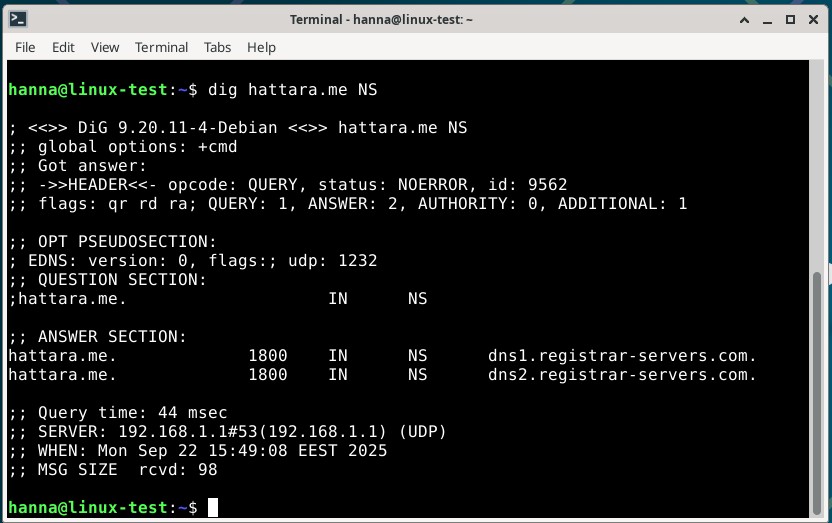 Terminal - hanna@linux-test: ~
File Edit View Terminal Tabs Help
hanna@linux-test:~$ dig hattara.me NS
; <<>> DiG 9.20.11-4-Debian <<>> hattara.me NS
;; global options: +cmd
;; Got answer:
;; ->>HEADER<<- opcode: QUERY, status: NOERROR, id: 9562
;; flags: qr rd ra; QUERY: 1, ANSWER: 2, AUTHORITY: 0, ADDITIONAL: 1
;; OPT PSEUDOSECTION:
; EDNS: version: 0, flags:; udp: 1232
;; QUESTION SECTION:
;hattara.me. IN NS
;; ANSWER SECTION:
hattara.me. 1800 IN NS dns1.registrar-servers.com.
hattara.me. 1800 IN NS dns2.registrar-servers.com.
;; Query time: 44 msec
;; SERVER: 192.168.1.1#53(192.168.1.1) (UDP)
;; WHEN: Mon Sep 22 15:49:08 EEST 2025
;; MSG SIZE  rcvd: 98
hanna@linux-test:~$